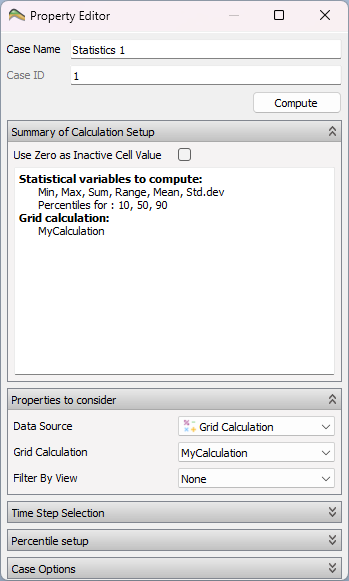 Property Editor
Case Name Statistics 1
Case ID 1
Compute
Summary of Calculation Setup
Use Zero as Inactive Cell Value
Statistical variables to compute:
Min, Max, Sum, Range, Mean, Std.dev
Percentiles for : 10, 50, 90
Grid calculation:
MyCalculation
Properties to consider
Data Source Grid Calculation
Grid Calculation MyCalculation
Filter By View None
Time Step Selection
Percentile setup
Case Options